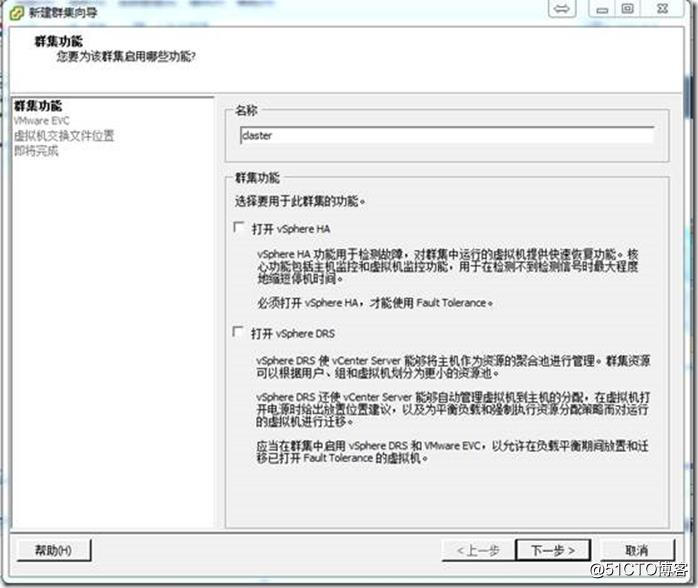 新建群集向导
群集功能
您要为该群集启用哪些功能?
群集功能
VMware EVC
虚拟机交换文件位置
即将完成
名称
claster
群集功能
选择要用于此群集的功能。
打开 vSphere HA
vSphere HA 功能用于检测故障，对群集中运行的虚拟机提供快速恢复功能。核
心功能包括主机监控和虚拟机监控功能，用于在检测不到检测信号时最大程度
地缩短停机时间。
必须打开 vSphere HA，才能使用 Fault Tolerance。
打开 vSphere DRS
vSphere DRS 使 vCenter Server 能够将主机作为资源的聚合池进行管理。群集资源
可以根据用户、组和虚拟机划分为更小的资源池。
vSphere DRS 还使 vCenter Server 能够自动管理虚拟机到主机的分配，在虚拟机打
开电源时给出放置位置建议，以及为平衡负载和强制执行资源分配策略而对运行
的虚拟机进行迁移。
应当在群集中启用 vSphere DRS 和 VMware EVC，以允许在负载平衡期间放置和迁
移已打开 Fault Tolerance 的虚拟机。
帮助(H)
< 上一步
下一步 >
取消
@51CTO博客